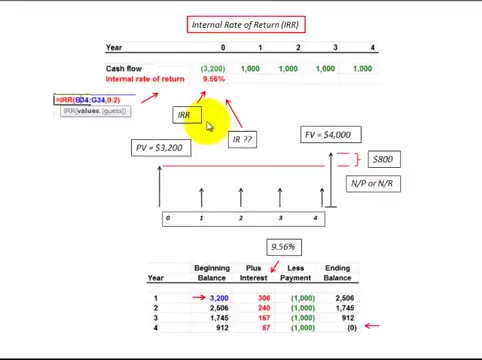 Internal Rate of Return (IRR)
Year 0 1 2 3 4
Cash flow (3,200) 1,000 1,000 1,000 1,000
Internal rate of return 9.56%
=IRR(B34:G34,0.2)
IRR(values, [guess])
IRR
IR ??
PV = $3,200
FV = $4,000
$800
N/P or N/R
0 1 2 3 4
9.56%
Beginning Plus Less Ending
Year Balance Interest Payment Balance
1 3,200 306 (1,000) 2,506
2 2,506 240 (1,000) 1,745
3 1,745 167 (1,000) 912
4 912 87 (1,000) (0)